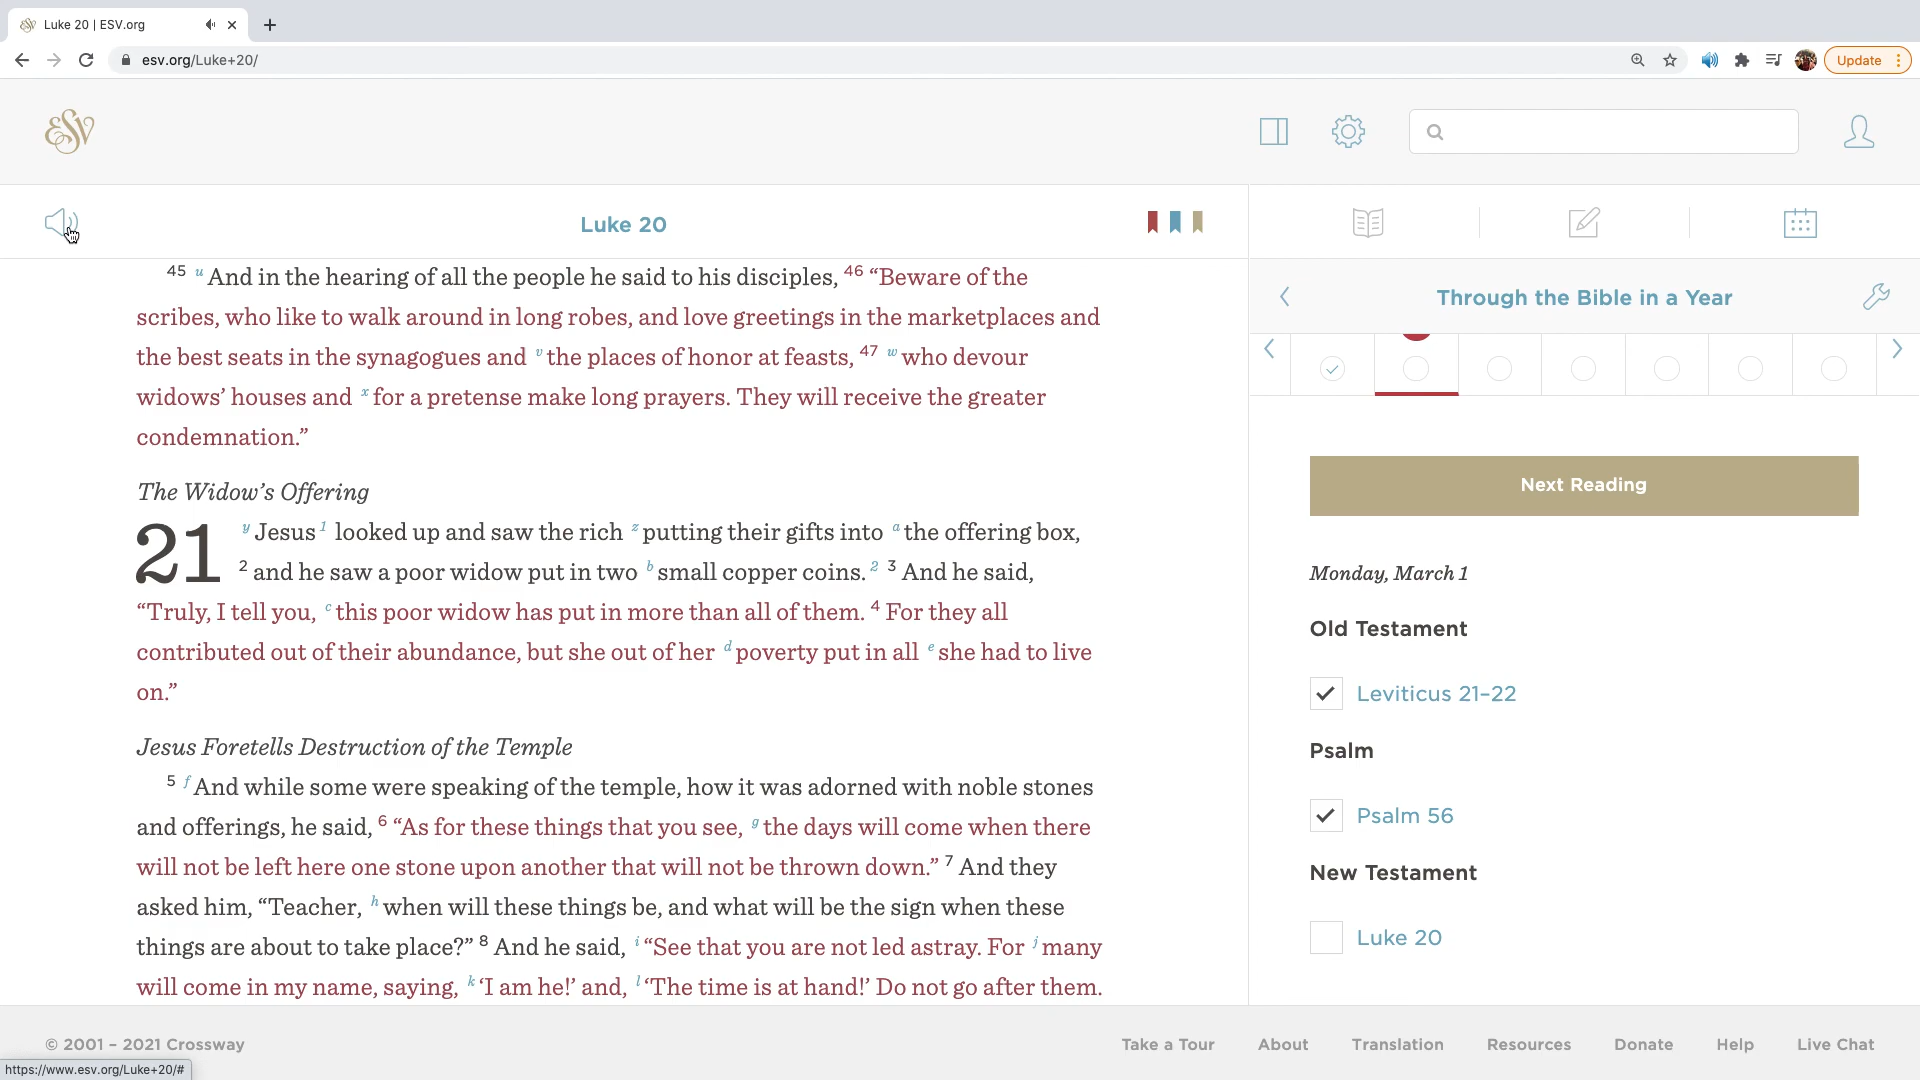 Luke 20 | ESV.org
esv.org/Luke+20/
Update
ESV
Luke 20
45 u And in the hearing of all the people he said to his disciples, 46 “Beware of the
scribes, who like to walk around in long robes, and love greetings in the marketplaces and
the best seats in the synagogues and v the places of honor at feasts, 47 w who devour
widows’ houses and x for a pretense make long prayers. They will receive the greater
condemnation.”
The Widow’s Offering
21 y Jesus 1 looked up and saw the rich z putting their gifts into a the offering box,
2 and he saw a poor widow put in two b small copper coins. 2 3 And he said,
“Truly, I tell you, c this poor widow has put in more than all of them. 4 For they all
contributed out of their abundance, but she out of her d poverty put in all e she had to live
on.”
Jesus Foretells Destruction of the Temple
5 f And while some were speaking of the temple, how it was adorned with noble stones
and offerings, he said, 6 “As for these things that you see, g the days will come when there
will not be left here one stone upon another that will not be thrown down.” 7 And they
asked him, “Teacher, h when will these things be, and what will be the sign when these
things are about to take place?” 8 And he said, i “See that you are not led astray. For j many
will come in my name, saying, k ‘I am he!’ and, l ‘The time is at hand!’ Do not go after them.
Through the Bible in a Year
Next Reading
Monday, March 1
Old Testament
Leviticus 21–22
Psalm
Psalm 56
New Testament
Luke 20
© 2001 – 2021 Crossway
Take a Tour
About
Translation
Resources
Donate
Help
Live Chat
https://www.esv.org/Luke+20/#